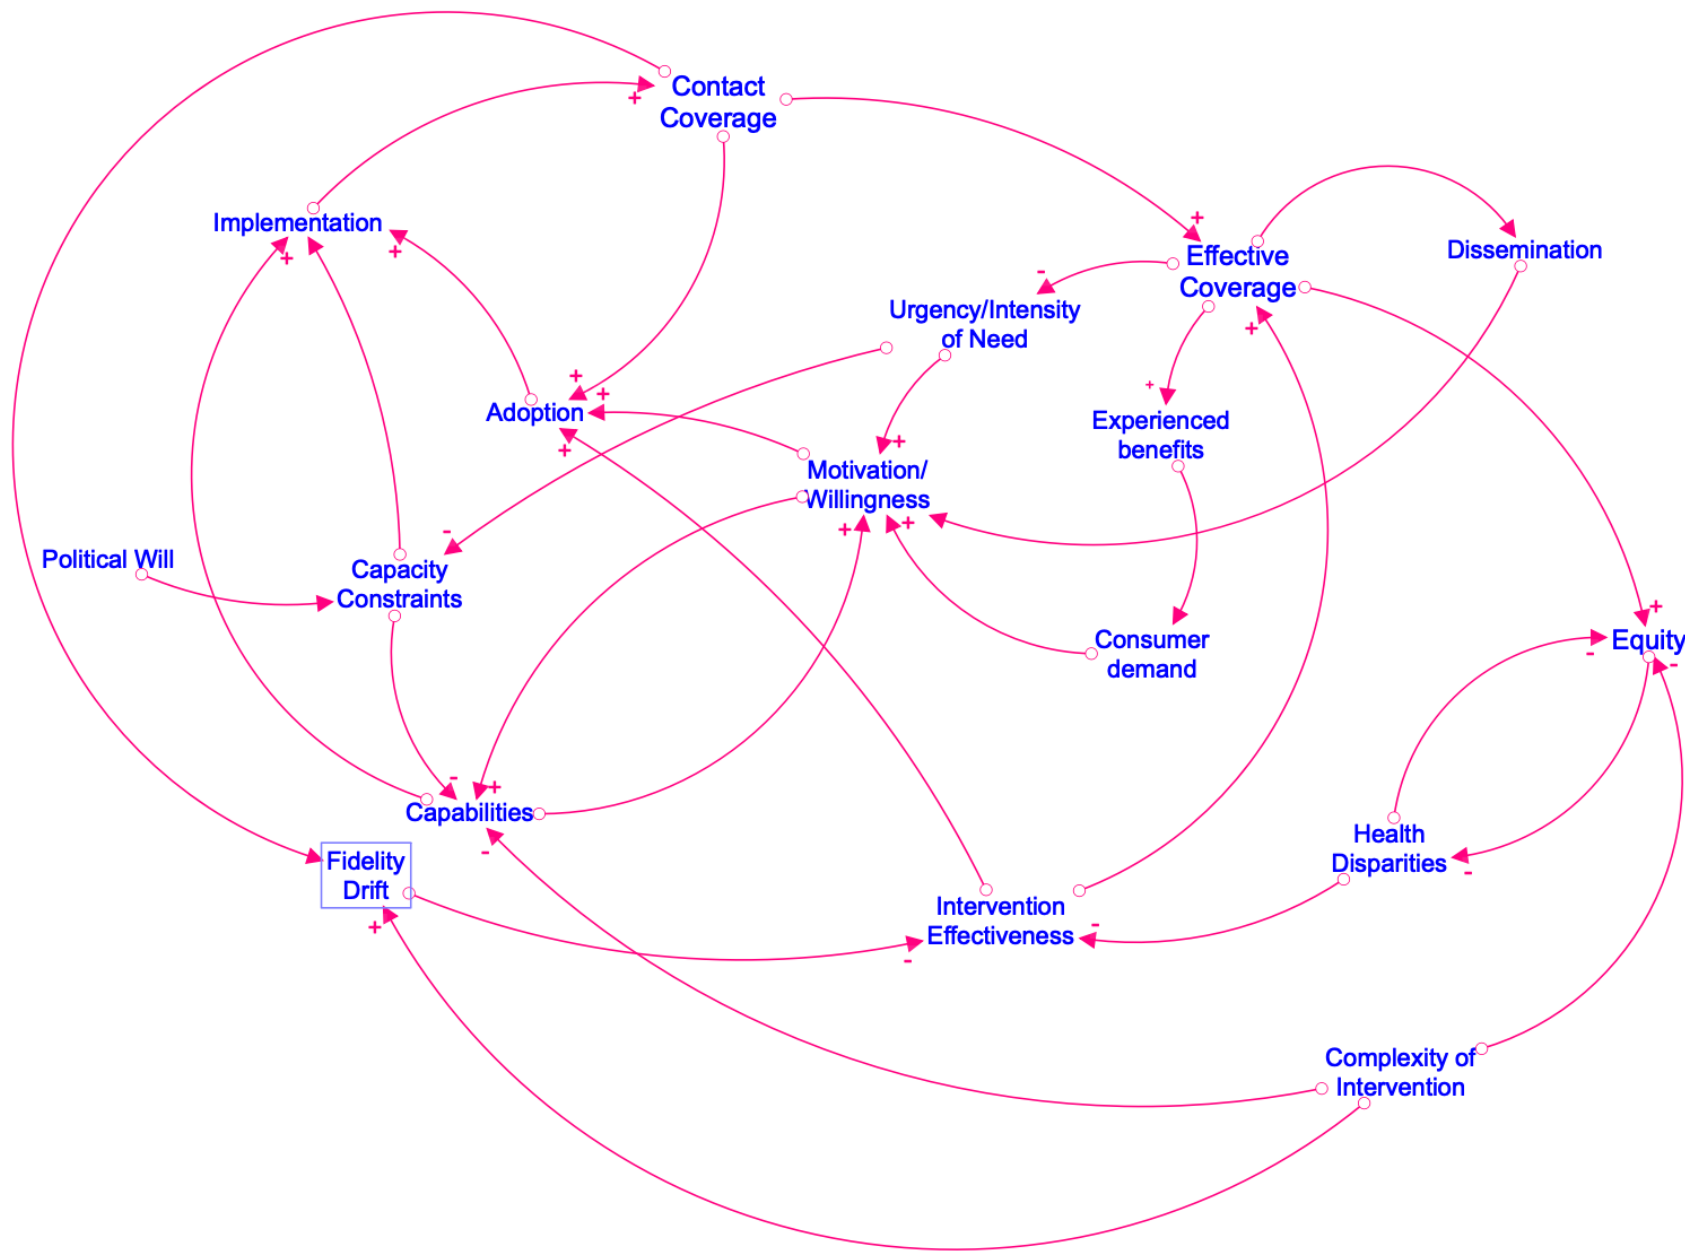 Contact
Coverage
+
Implementation
+
+
+
Effective
Coverage
+
Dissemination
-
Urgency/Intensity
of Need
+
Experienced
benefits
+
+
Adoption
+
+
Motivation/
Willingness
+
+
-
Political Will
Capacity
Constraints
Consumer
demand
+
Equity
-
-
-
+
Capabilities
-
Health
Disparities
-
Fidelity
Drift
+
Intervention
Effectiveness
-
-
Complexity of
Intervention